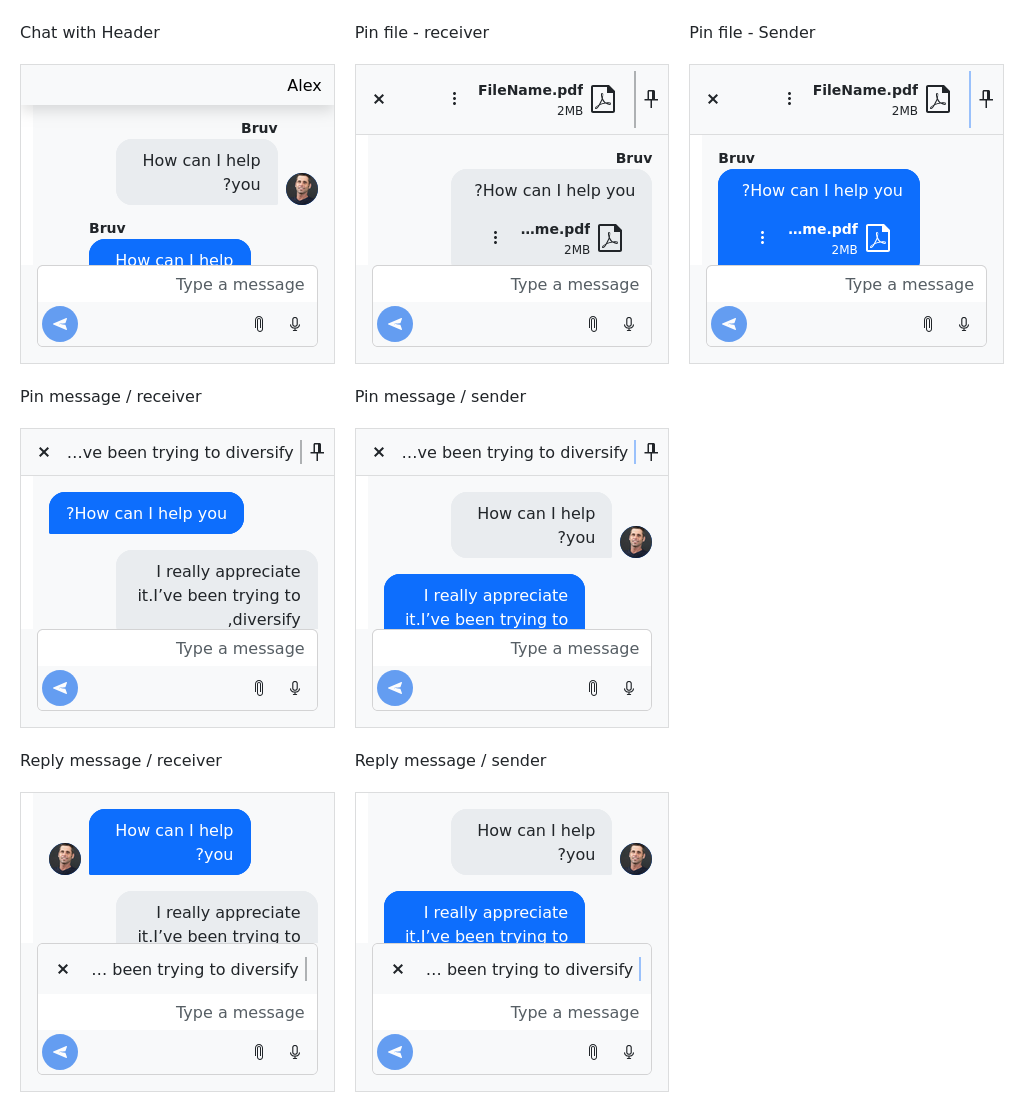 Chat with Header
Alex
Bruv
How can I help
?you
Bruv
How can I help
Type a message
Pin file - receiver
FileName.pdf
2MB
Bruv
?How can I help you
...me.pdf
2MB
Type a message
Pin file - Sender
FileName.pdf
2MB
Bruv
?How can I help you
...me.pdf
2MB
Type a message
Pin message / receiver
...ve been trying to diversify
?How can I help you
I really appreciate
it.I’ve been trying to
,diversify
Type a message
Pin message / sender
...ve been trying to diversify
How can I help
?you
I really appreciate
it.I’ve been trying to
Type a message
Reply message / receiver
How can I help
?you
I really appreciate
it.I’ve been trying to
... been trying to diversify
Type a message
Reply message / sender
How can I help
?you
I really appreciate
it.I’ve been trying to
... been trying to diversify
Type a message